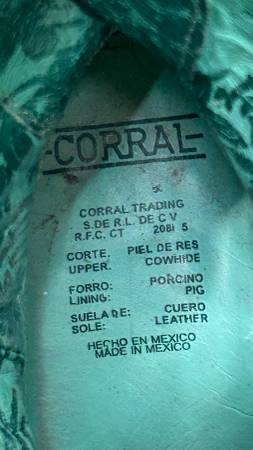 CORRAL
CORRAL TRADING
S.DE R.L. DE C V
R.F.C. CT 208I 5
CORTE. PIEL DE RES
UPPER. COWHIDE
FORRO: PORCINO
LINING: PIG
SUELA DE: CUERO
SOLE: LEATHER
HECHO EN MEXICO
MADE IN MEXICO